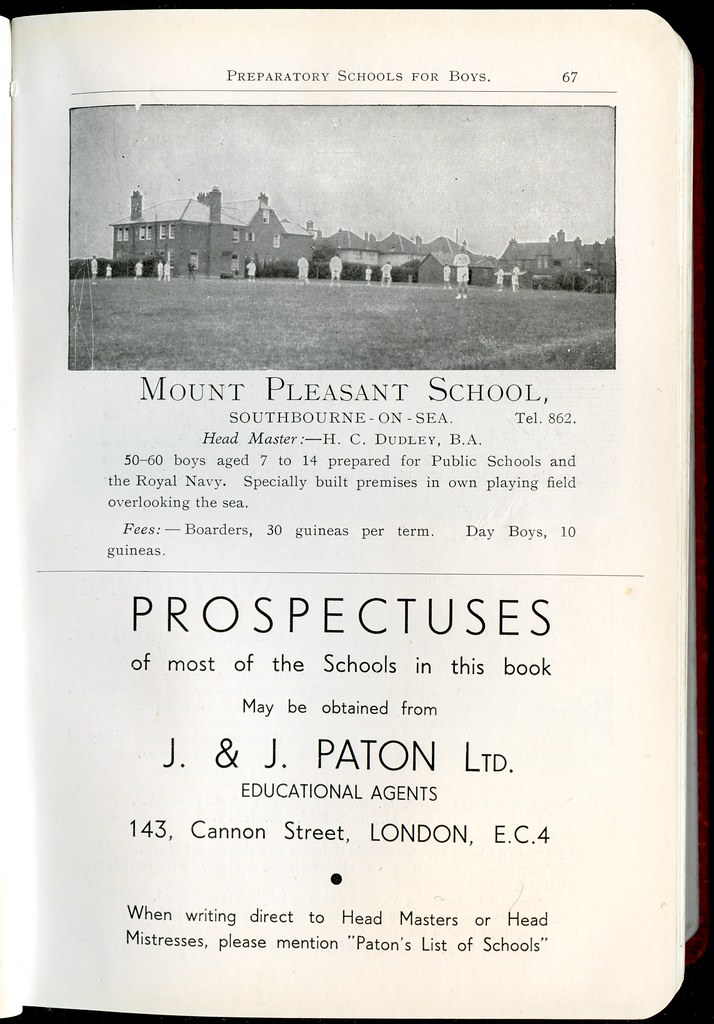 Preparatory Schools for Boys. 67
Mount Pleasant School,
SOUTHBOURNE-ON-SEA. Tel. 862.
Head Master:—H. C. Dudley, B.A.
50–60 boys aged 7 to 14 prepared for Public Schools and
the Royal Navy. Specially built premises in own playing field
overlooking the sea.
Fees:— Boarders, 30 guineas per term. Day Boys, 10
guineas.
PROSPECTUSES
of most of the Schools in this book
May be obtained from
J. & J. PATON Ltd.
EDUCATIONAL AGENTS
143, Cannon Street, LONDON, E.C.4
When writing direct to Head Masters or Head
Mistresses, please mention "Paton's List of Schools"